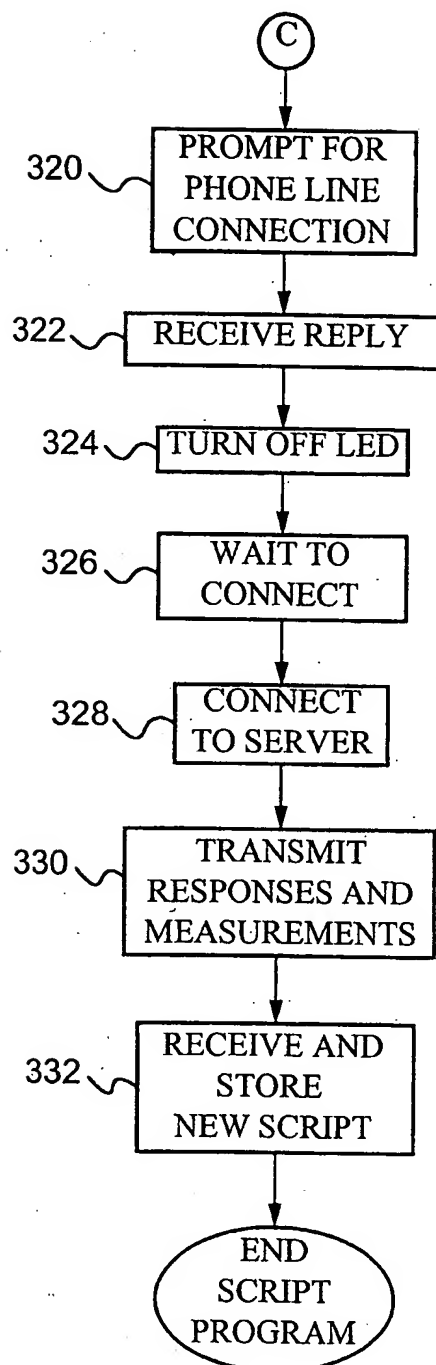 C
320
PROMPT FOR
PHONE LINE
CONNECTION
322
RECEIVE REPLY
324
TURN OFF LED
326
WAIT TO
CONNECT
328
CONNECT
TO SERVER
330
TRANSMIT
RESPONSES AND
MEASUREMENTS
332
RECEIVE AND
STORE
NEW SCRIPT
END
SCRIPT
PROGRAM